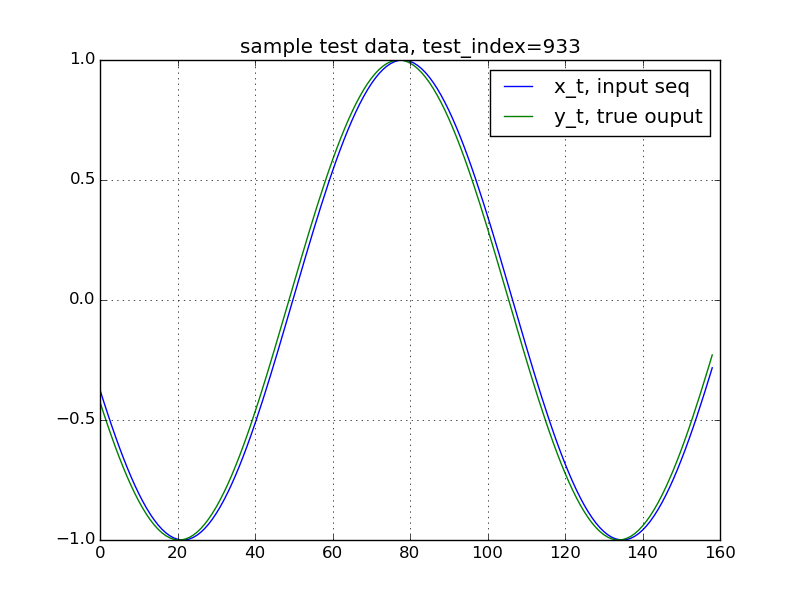 sample test data, test_index=933
x_t, input seq
y_t, true ouput
1.0
0.5
0.0
−0.5
−1.0
0 20 40 60 80 100 120 140 160